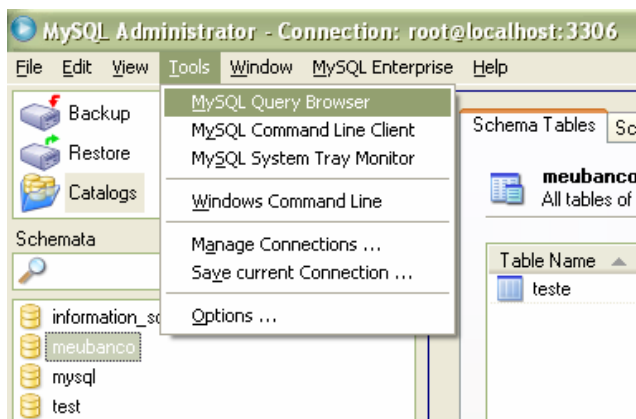 MySQL Administrator - Connection: root@localhost:3306
File Edit View Tools Window MySQL Enterprise Help
Backup
Restore
Catalogs
Schemata
information_sc
meubanco
mysql
test
MySQL Query Browser
MySQL Command Line Client
MySQL System Tray Monitor
Windows Command Line
Manage Connections ...
Save current Connection ...
Options ...
Schema Tables Sc
meubanco
All tables of
Table Name
teste